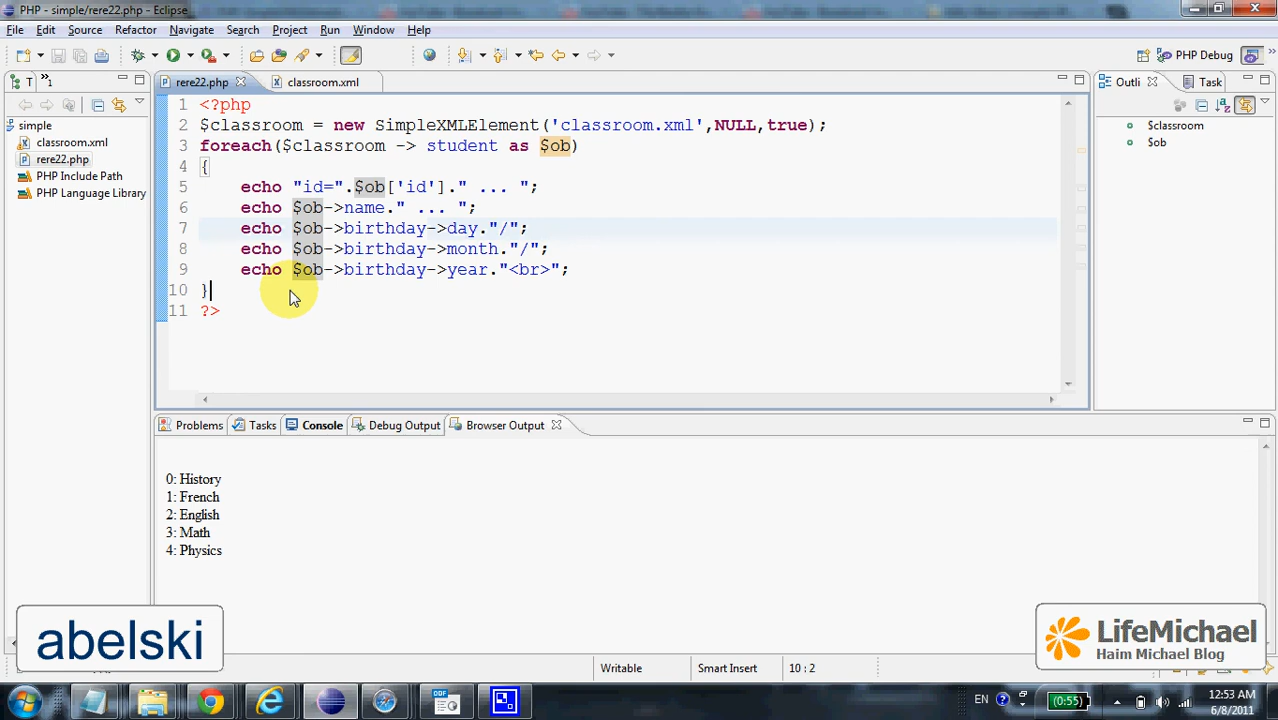 PHP - simple/rere22.php - Eclipse
File Edit Source Refactor Navigate Search Project Run Window Help
PHP Debug
T »1
rere22.php classroom.xml
Outli Task
simple
classroom.xml
rere22.php
PHP Include Path
PHP Language Library
1 <?php
2 $classroom = new SimpleXMLElement('classroom.xml',NULL,true);
3 foreach($classroom -> student as $ob)
4 {
5 echo "id=".$ob['id']." ... ";
6 echo $ob->name." ... ";
7 echo $ob->birthday->day."/";
8 echo $ob->birthday->month."/";
9 echo $ob->birthday->year."<br>";
10 }
11 ?>
$classroom
$ob
Problems Tasks Console Debug Output Browser Output
0: History
1: French
2: English
3: Math
4: Physics
abelski
LifeMichael
Haim Michael Blog
Writable Smart Insert 10 : 2
EN (0:55) 12:53 AM
6/8/2011